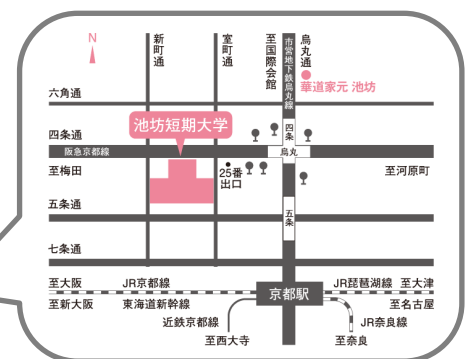 N
新町通
室町通
至国際会館
市営地下鉄烏丸線
烏丸通
華道家元 池坊
六角通
池坊短期大学
四条通
四条
阪急京都線
烏丸
至梅田
25番
出口
至河原町
五条通
五条
七条通
至大阪
JR京都線
JR琵琶湖線
至大津
京都駅
至新大阪
東海道新幹線
至名古屋
近鉄京都線
JR奈良線
至西大寺
至奈良